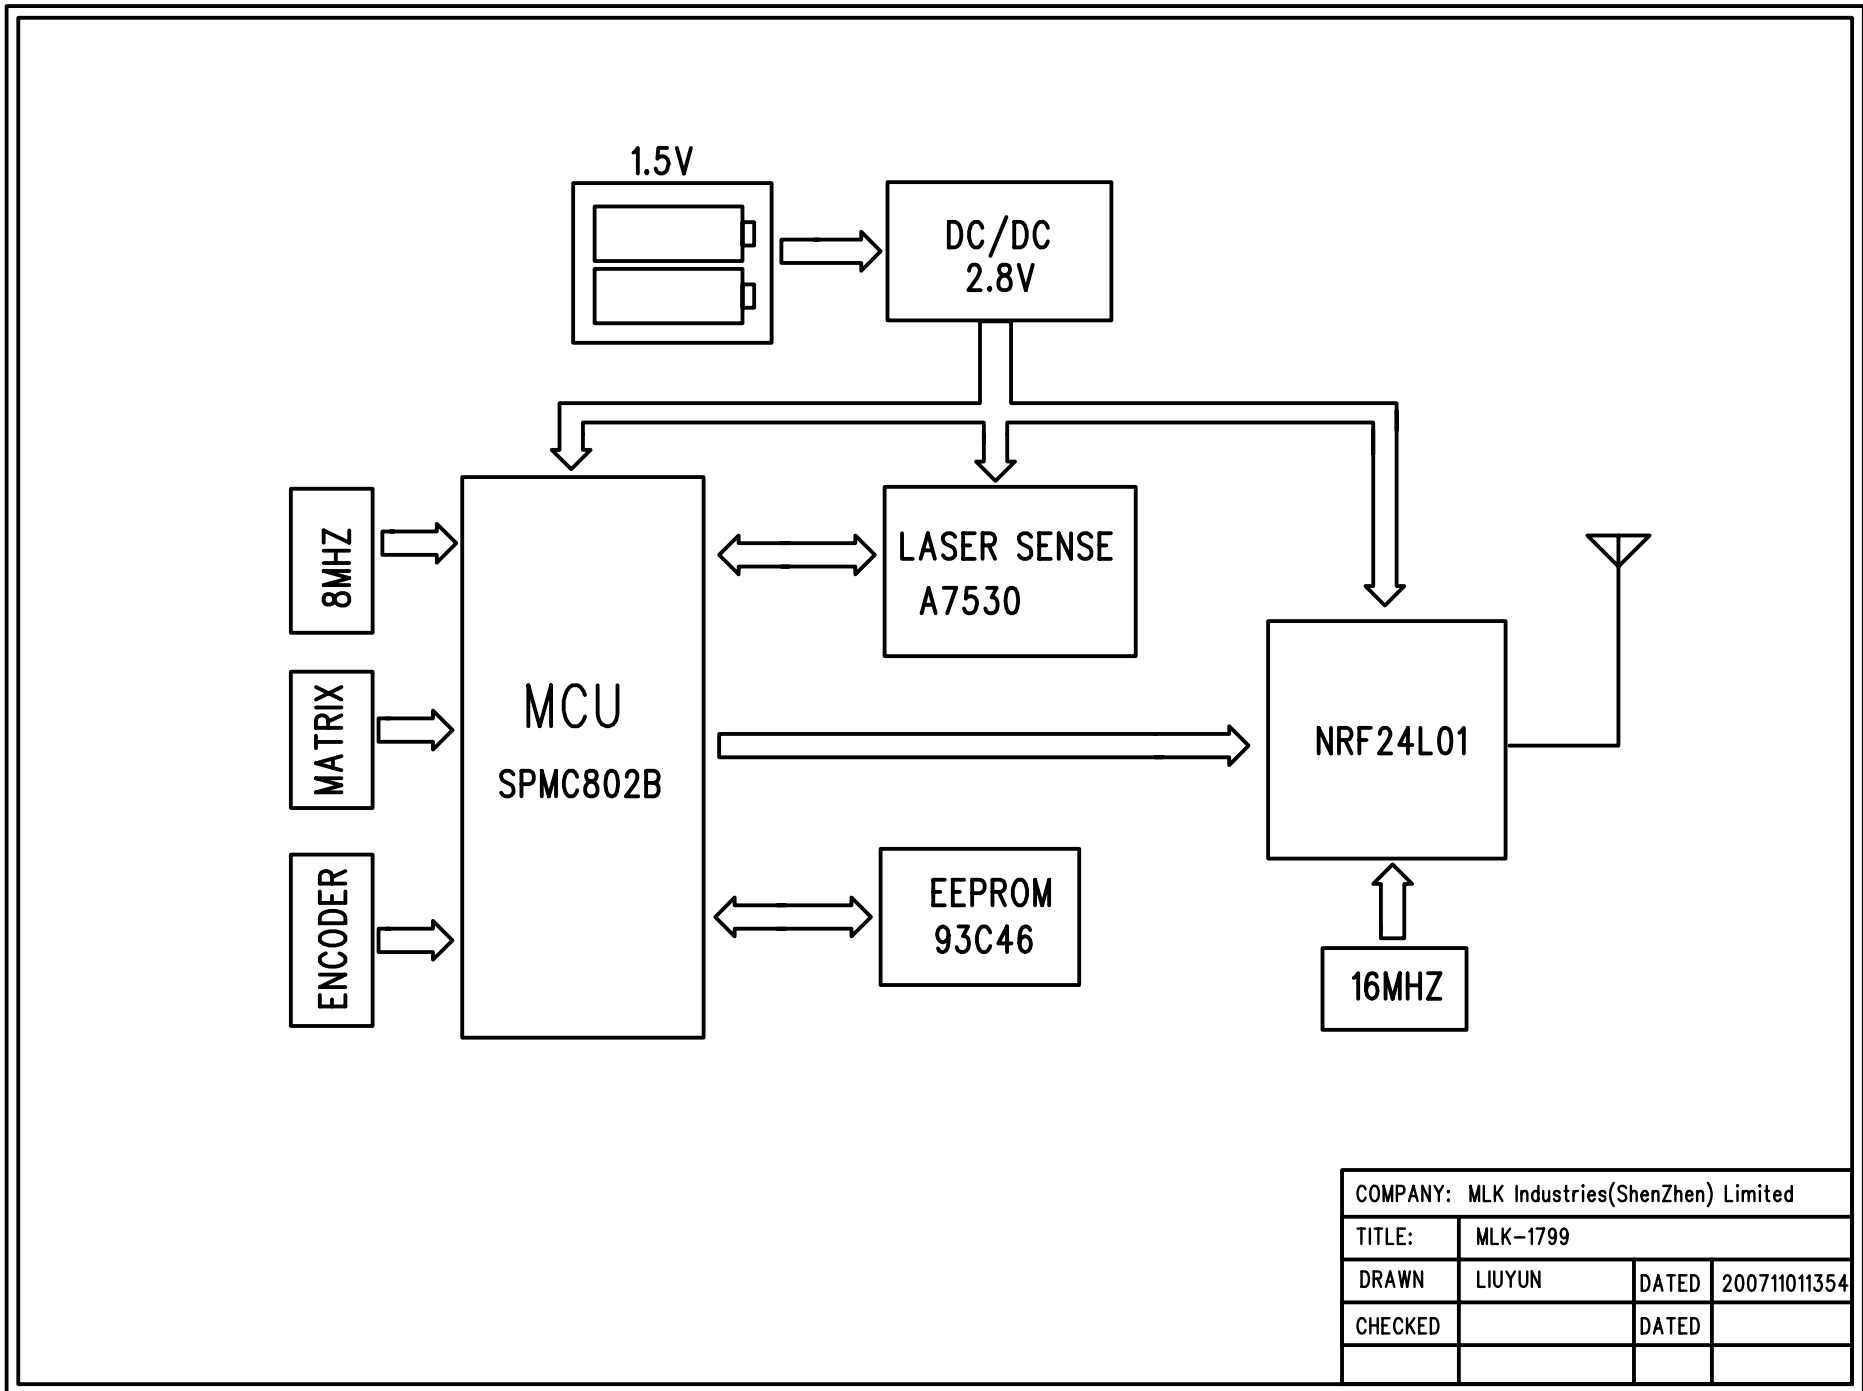 1.5V
DC/DC
2.8V
8MHZ
LASER SENSE
A7530
MATRIX
MCU
SPMC802B
NRF24L01
ENCODER
EEPROM
93C46
16MHZ
COMPANY: MLK Industries(ShenZhen) Limited
TITLE: MLK-1799
DRAWN LIUYUN DATED 200711011354
CHECKED DATED